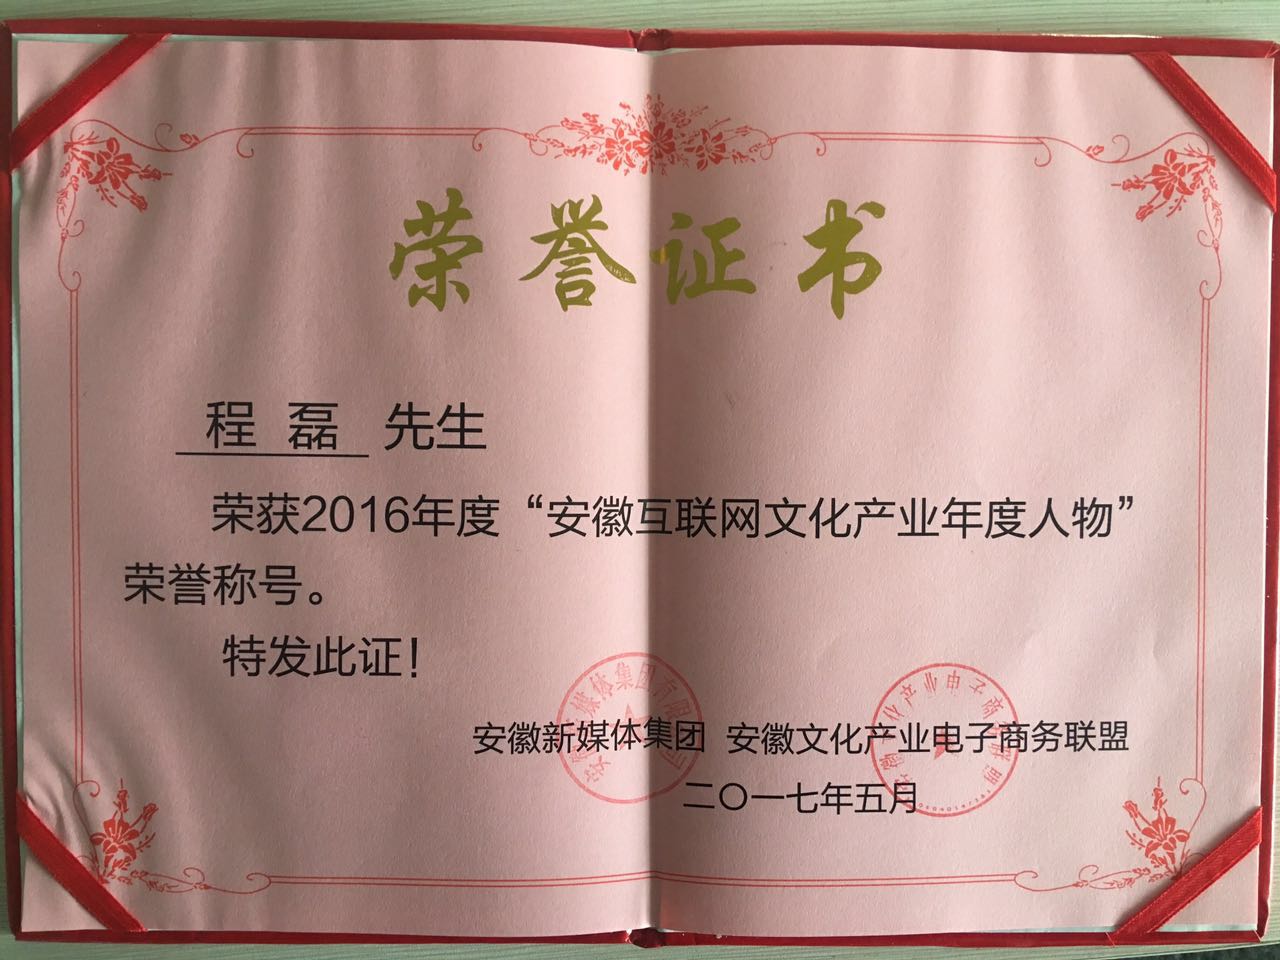 荣誉证书
程磊 先生
荣获2016年度“安徽互联网文化产业年度人物”
荣誉称号。
特发此证！
安徽新媒体集团 安徽文化产业电子商务联盟
二〇一七年五月